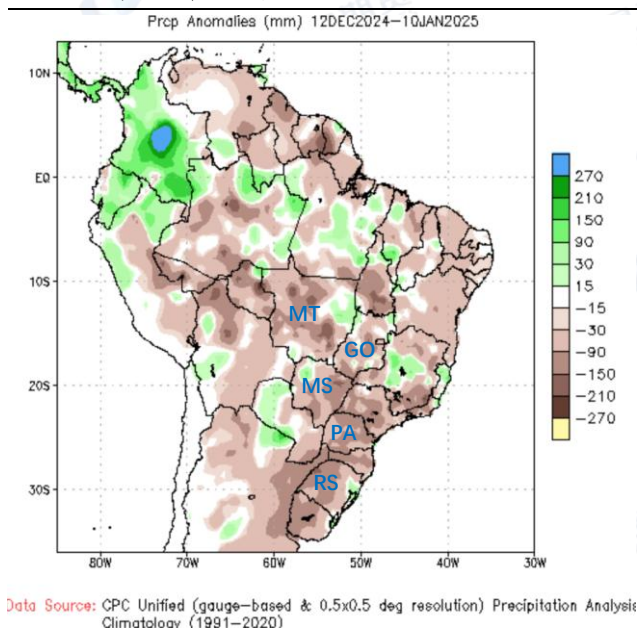 Prcp Anomalies (mm) 12DEC2024–10JAN2025
10N
EQ
10S
20S
30S
80W
70W
60W
50W
40W
30W
MT
GO
MS
PA
RS
270
210
150
90
30
15
−15
−30
−90
−150
−210
−270
Data Source: CPC Unified (gauge-based & 0.5x0.5 deg resolution) Precipitation Analysis
Climatology (1991–2020)